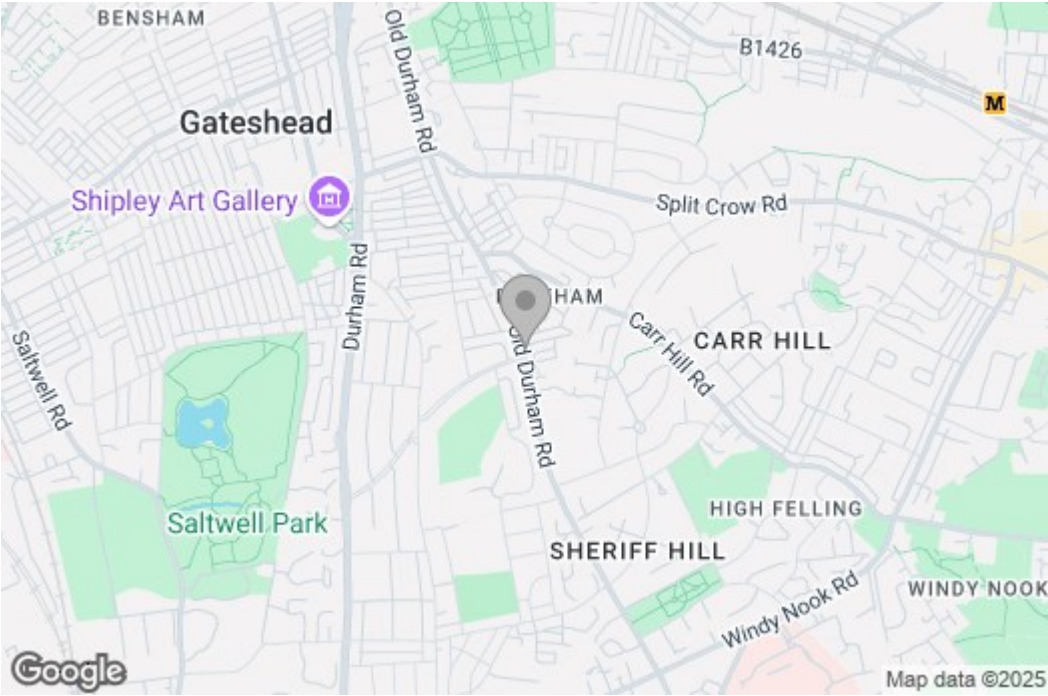 BENSHAM
Old Durham Rd
B1426
M
Gateshead
Shipley Art Gallery
Split Crow Rd
Durham Rd
Carr Hill Rd
CARR HILL
Saltwell Rd
Old Durham Rd
HIGH FELLING
Saltwell Park
SHERIFF HILL
Windy Nook Rd
WINDY NOOK
Google
Map data ©2025